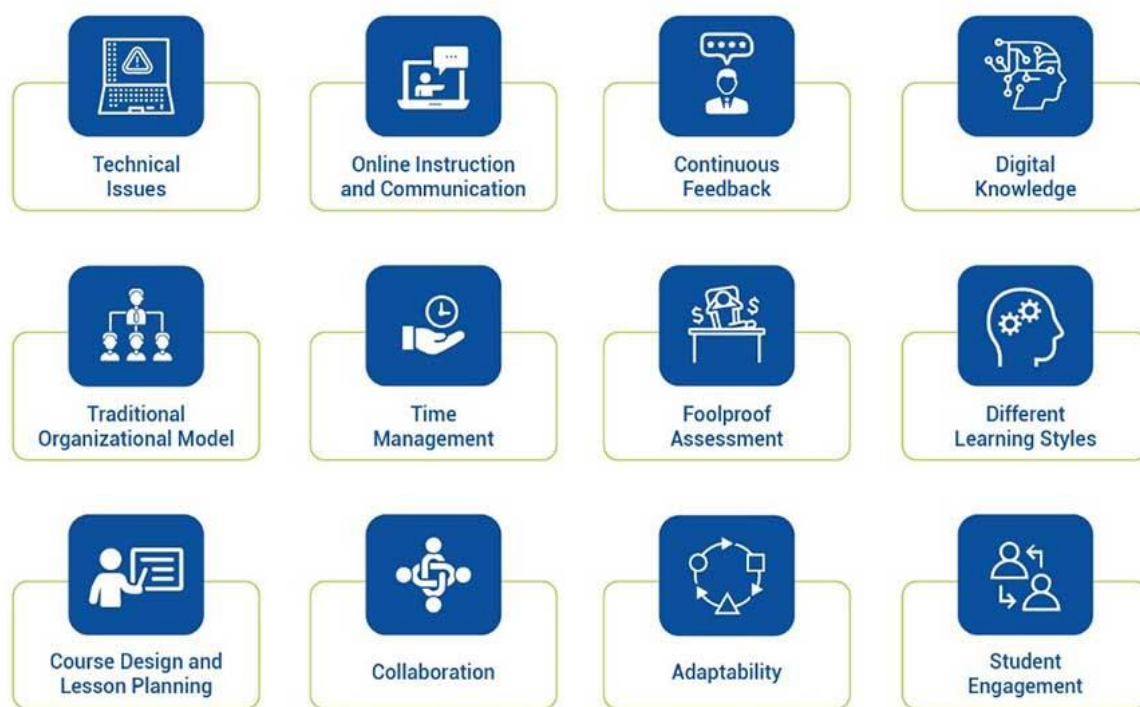 Technical
Issues
Online Instruction
and Communication
Continuous
Feedback
Digital
Knowledge
Traditional
Organizational Model
Time
Management
Foolproof
Assessment
Different
Learning Styles
Course Design and
Lesson Planning
Collaboration
Adaptability
Student
Engagement